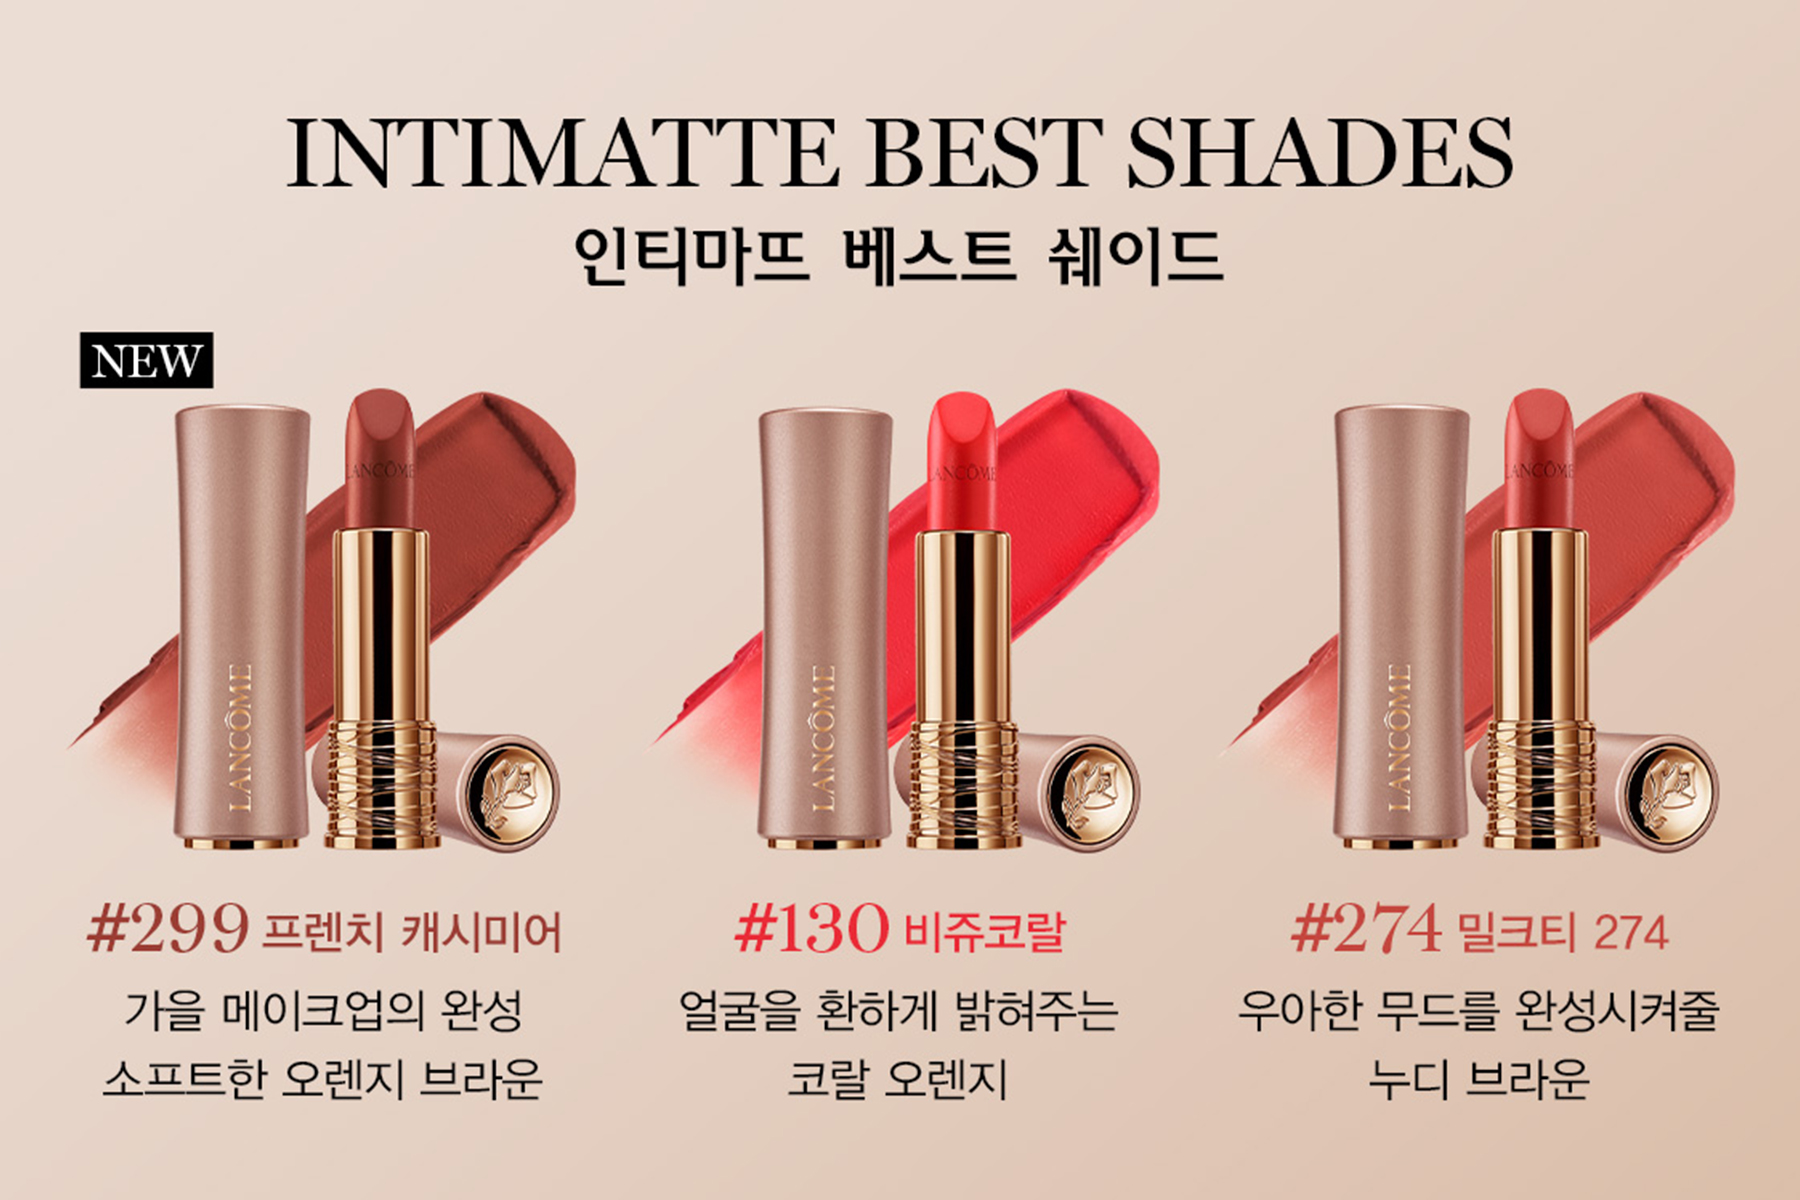 INTIMATTE BEST SHADES
인티마뜨 베스트 쉐이드
NEW
LANCÔME
LANCÔME
LANCÔME
LANCÔME
LANCÔME
LANCÔME
#299 프렌치 캐시미어
가을 메이크업의 완성
소프트한 오렌지 브라운
#130 비쥬코랄
얼굴을 환하게 밝혀주는
코랄 오렌지
#274 밀크티 274
우아한 무드를 완성시켜줄
누디 브라운